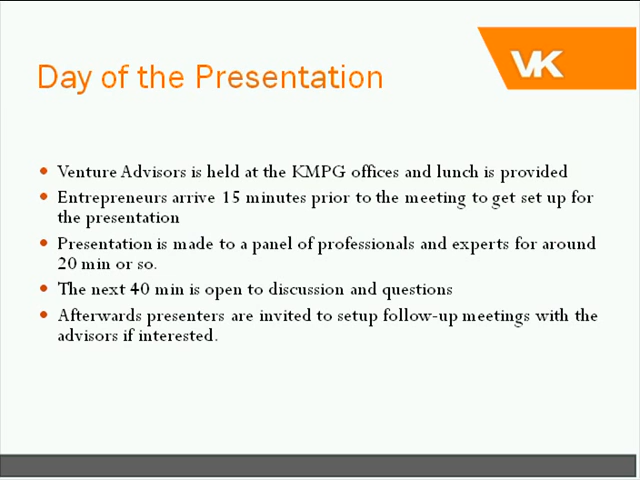 Day of the Presentation
VK
Venture Advisors is held at the KMPG offices and lunch is provided
Entrepreneurs arrive 15 minutes prior to the meeting to get set up for
the presentation
Presentation is made to a panel of professionals and experts for around
20 min or so.
The next 40 min is open to discussion and questions
Afterwards presenters are invited to setup follow-up meetings with the
advisors if interested.